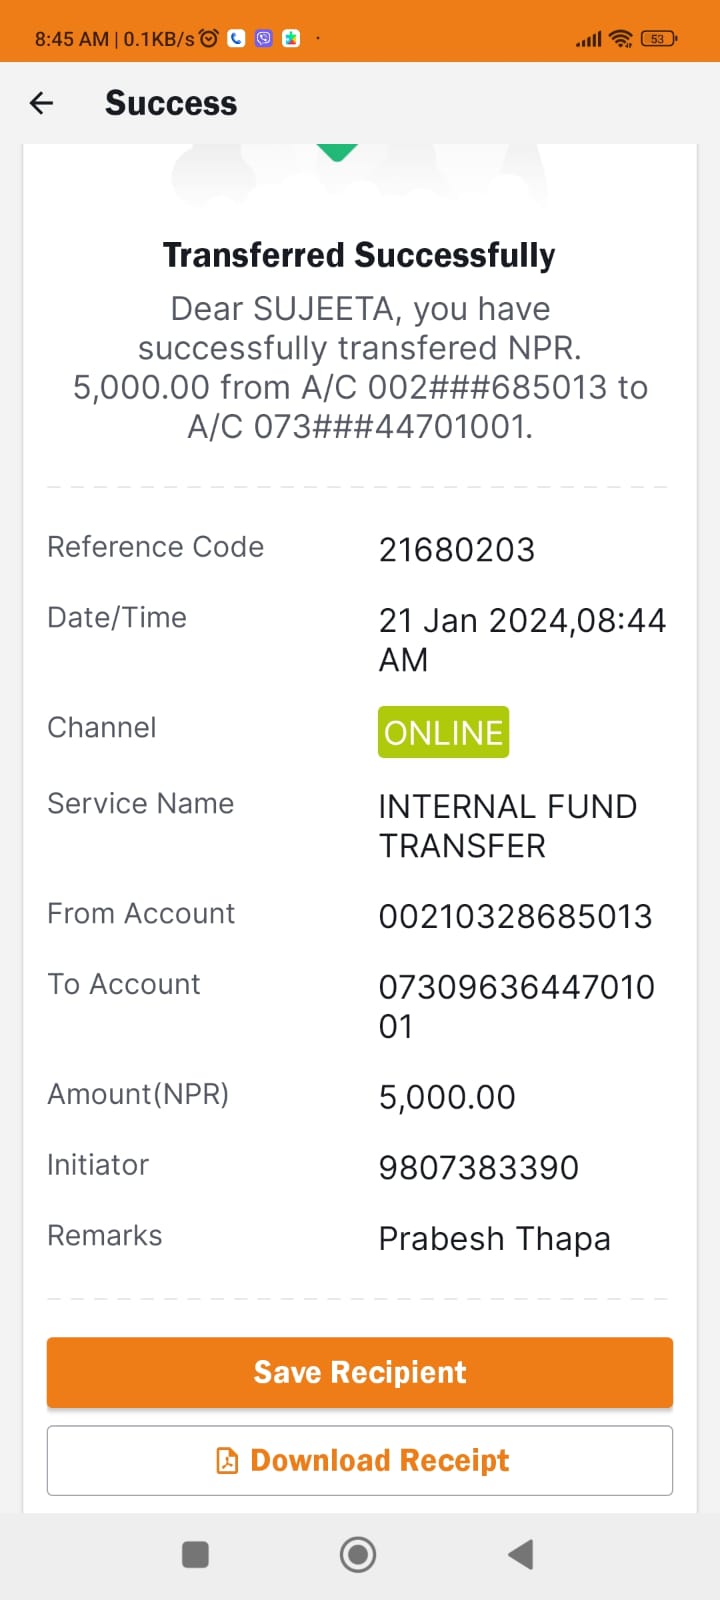 8:45 AM | 0.1KB/s
53
Success
Transferred Successfully
Dear SUJEETA, you have
successfully transfered NPR.
5,000.00 from A/C 002###685013 to
A/C 073###44701001.
Reference Code 21680203
Date/Time 21 Jan 2024,08:44
AM
Channel ONLINE
Service Name INTERNAL FUND
TRANSFER
From Account 00210328685013
To Account 07309636447010
01
Amount(NPR) 5,000.00
Initiator 9807383390
Remarks Prabesh Thapa
Save Recipient
Download Receipt